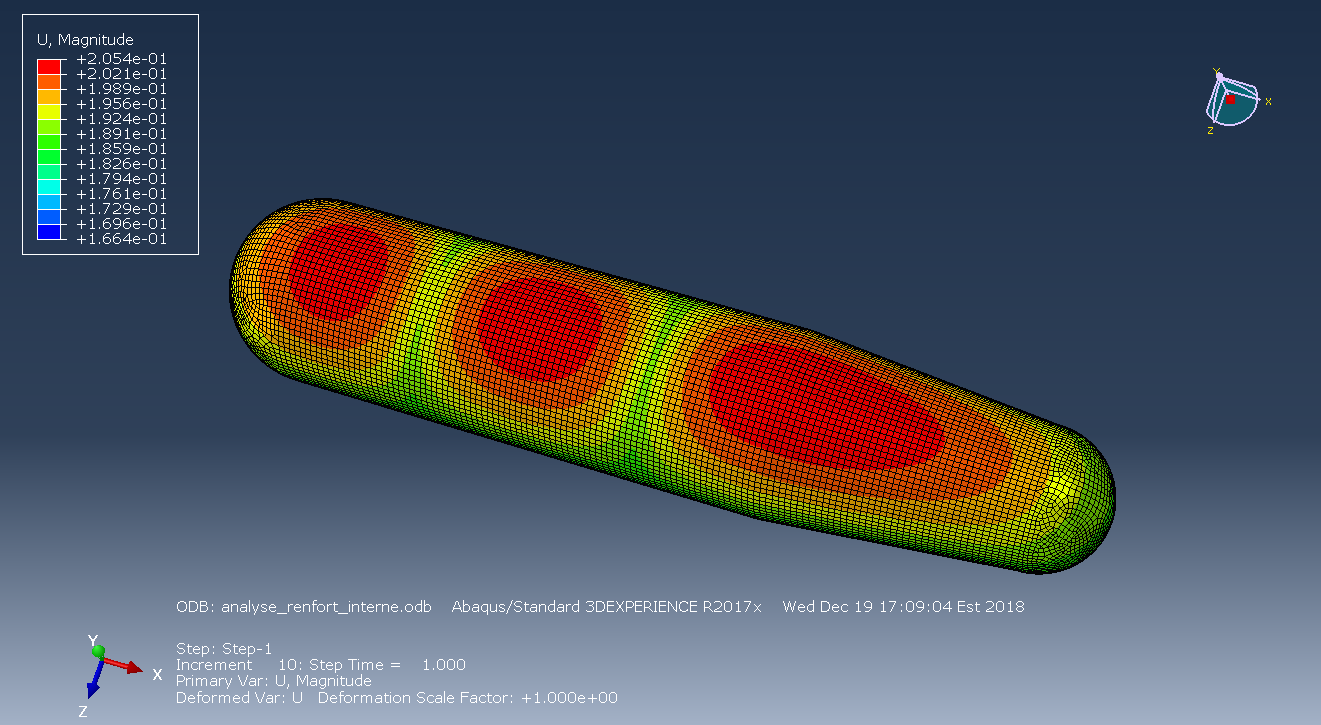 U, Magnitude
+2.054e-01
+2.021e-01
+1.989e-01
+1.956e-01
+1.924e-01
+1.891e-01
+1.859e-01
+1.826e-01
+1.794e-01
+1.761e-01
+1.729e-01
+1.696e-01
+1.664e-01
Y
X
Z
ODB: analyse_renfort_interne.odb    Abaqus/Standard 3DEXPERIENCE R2017x    Wed Dec 19 17:09:04 Est 2018
Y
X
Z
Step: Step-1
Increment    10: Step Time =    1.000
Primary Var: U, Magnitude
Deformed Var: U   Deformation Scale Factor: +1.000e+00